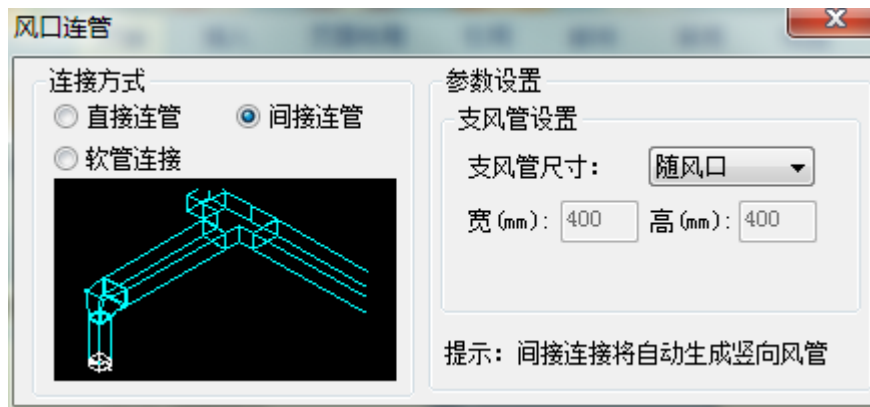 风口连管
连接方式
直接连管 间接连管
软管连接
参数设置
支风管设置
支风管尺寸: 随风口
宽(mm): 400 高(mm): 400
提示: 间接连接将自动生成竖向风管